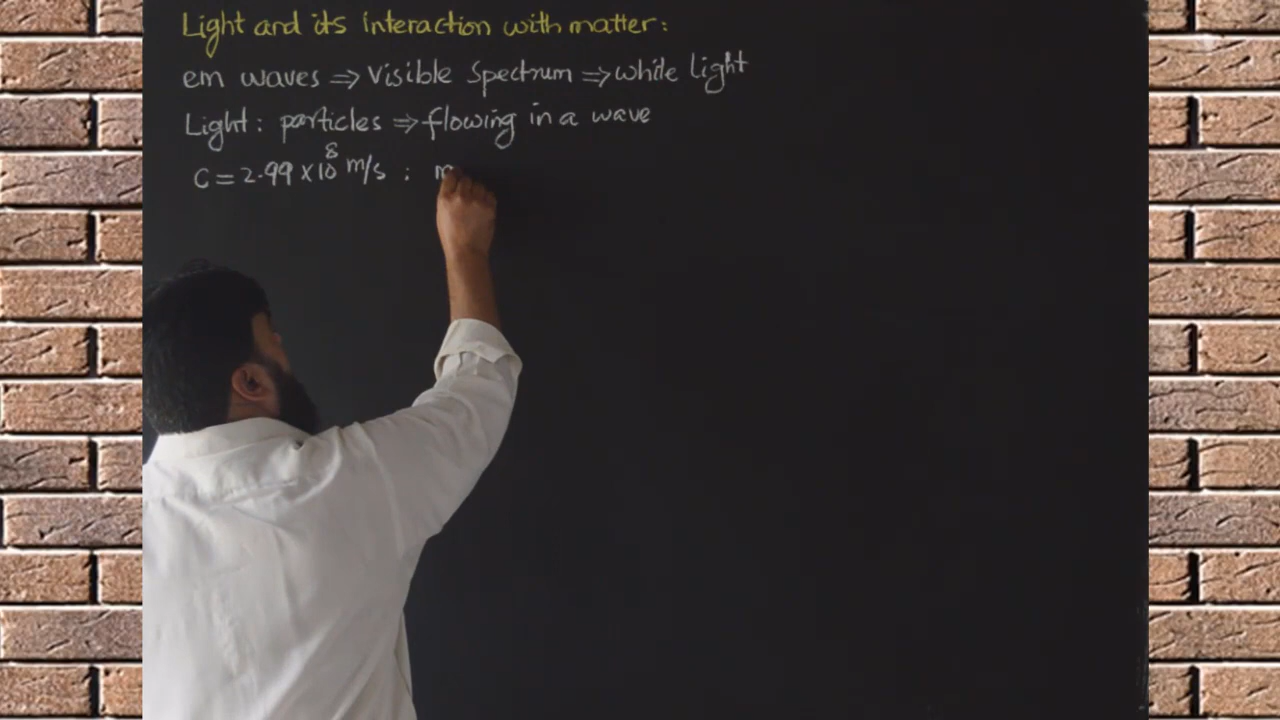 Light and its interaction with matter:
em waves ⇒ Visible Spectrum ⇒ white Light
Light: particles ⇒ flowing in a wave
C = 2.99 × 10⁸ m/s : m